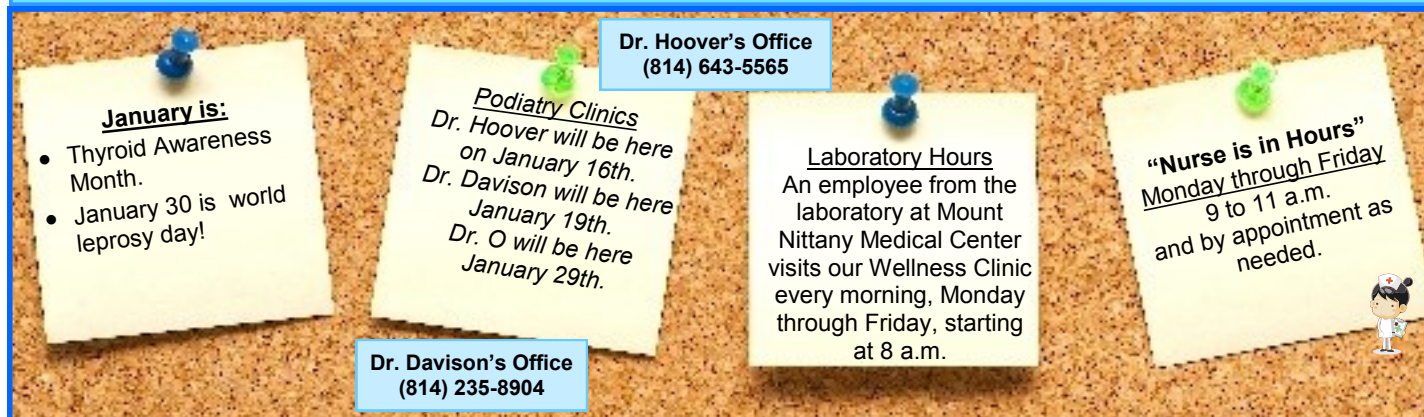 January is:
● Thyroid Awareness
Month.
● January 30 is world
leprosy day!
Podiatry Clinics
Dr. Hoover will be here
on January 16th.
Dr. Davison will be here
January 19th.
Dr. O will be here
January 29th.
Dr. Hoover's Office
(814) 643-5565
Dr. Davison's Office
(814) 235-8904
Laboratory Hours
An employee from the
laboratory at Mount
Nittany Medical Center
visits our Wellness Clinic
every morning, Monday
through Friday, starting
at 8 a.m.
“Nurse is in Hours”
Monday through Friday
9 to 11 a.m.
and by appointment as
needed.